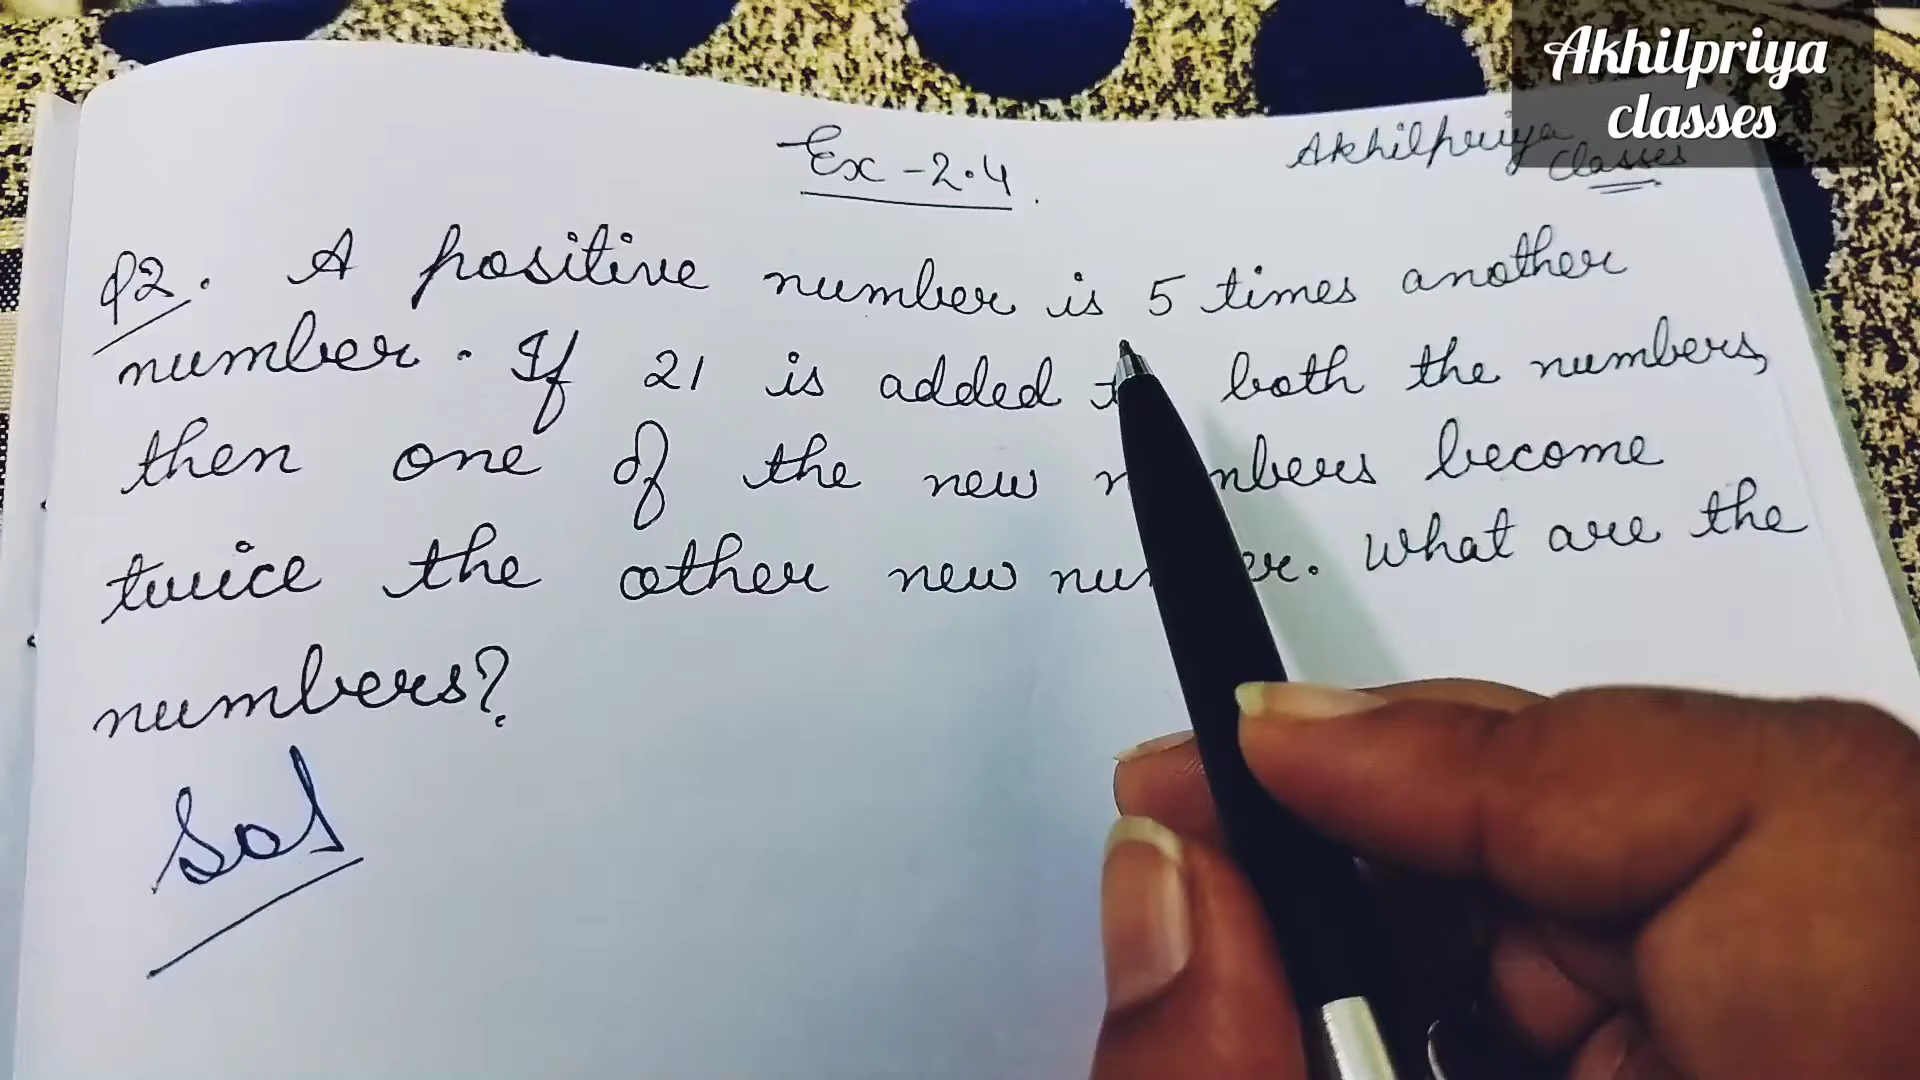 Akhilpriya
classes
Ex-2.4.
Akhilpriya
Classes
Q2. A positive number is 5 times another
number. If 21 is added both the numbers,
then one of the new become
twice the other new What are the
numbers?
Sol